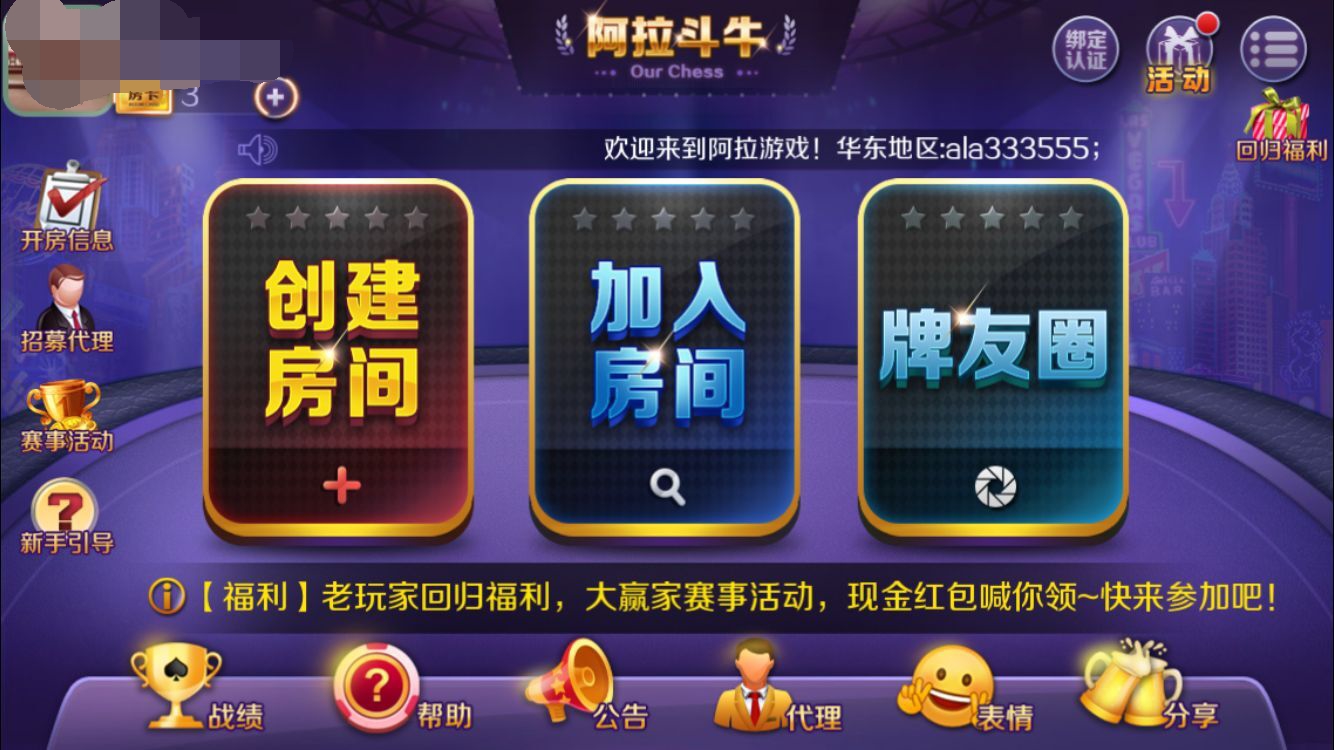 阿拉斗牛
Our Chess
绑定
认证
活动
房卡 3
欢迎来到阿拉游戏！华东地区:ala333555；
回归福利
开房信息
招募代理
赛事活动
新手引导
创建
房间
加入
房间
牌友圈
【福利】老玩家回归福利，大赢家赛事活动，现金红包喊你领~快来参加吧！
战绩
帮助
公告
代理
表情
分享